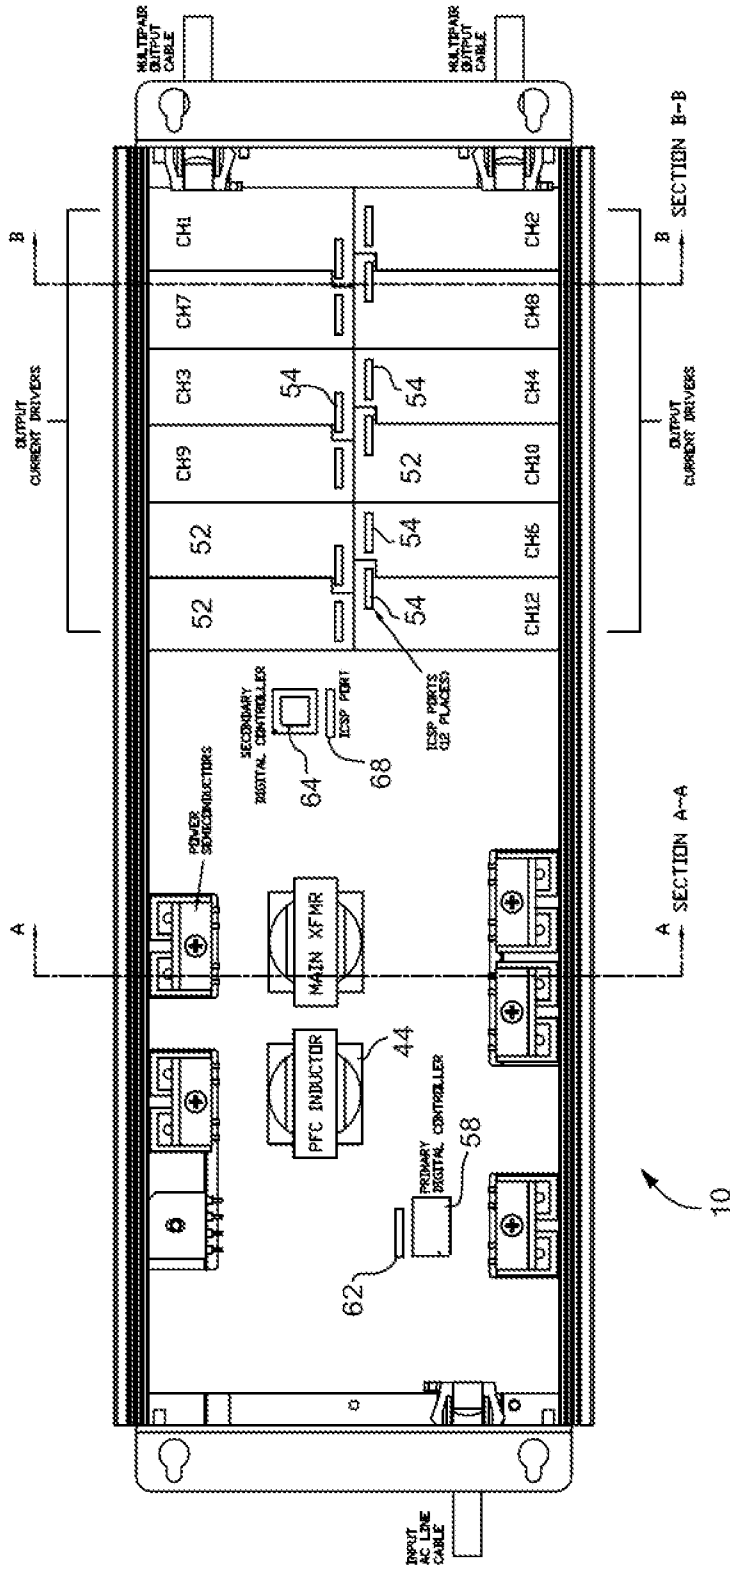 MULTIPAIR
OUTPUT
CABLE
MULTIPAIR
OUTPUT
CABLE
B
B
SECTION B-B
OUTPUT
CURRENT DRIVERS
CH1
CH7
CH3
CH9
52
52
54
CH2
CH8
CH4
CH10
CH6
CH12
54
52
54
54
OUTPUT
CURRENT DRIVERS
ICSP PORTS
(12 PLACES)
SECONDARY
DIGITAL CONTROLLER
64
ICSP PORT
68
POWER
SEMICONDUCTORS
A
A
SECTION A-A
MAIN XFMR
PFC INDUCTOR
44
PRIMARY
DIGITAL CONTROLLER
58
62
10
INPUT
AC LINE
CABLE